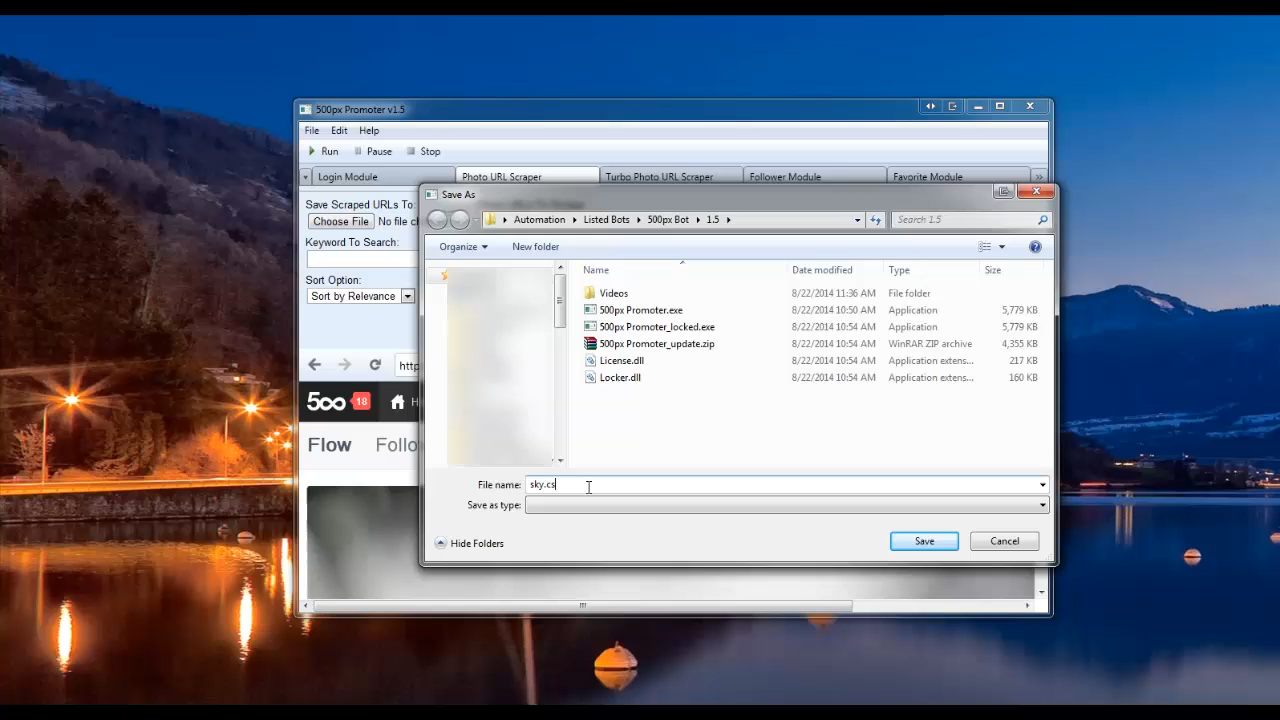 500px Promoter v1.5
File Edit Help
Run Pause Stop
Login Module Photo URL Scraper Turbo Photo URL Scraper Follower Module Favorite Module
Save As
Save Scraped URLs To:
Choose File No file c
Automation Listed Bots 500px Bot 1.5 Search 1.5
Keyword To Search:
Organize New folder
Sort Option:
Sort by Relevance
Name Date modified Type Size
Videos 8/22/2014 11:36 AM File folder
500px Promoter.exe 8/22/2014 10:50 AM Application 5,779 KB
500px Promoter_locked.exe 8/22/2014 10:54 AM Application 5,779 KB
500px Promoter_update.zip 8/22/2014 10:54 AM WinRAR ZIP archive 4,355 KB
License.dll 8/22/2014 10:54 AM Application extens... 217 KB
Locker.dll 8/22/2014 10:54 AM Application extens... 160 KB
http
500 18 H
Flow Follo
File name: sky.cs
Save as type:
Hide Folders Save Cancel